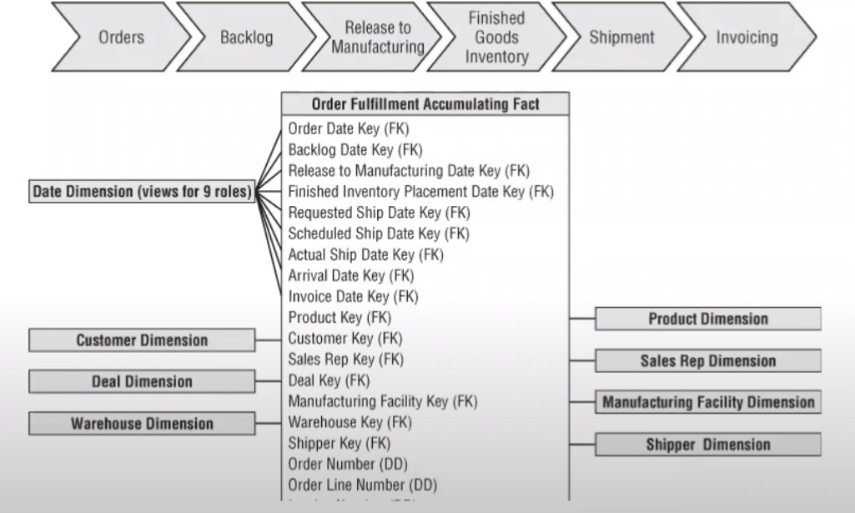 Orders
Backlog
Release to
Manufacturing
Finished
Goods
Inventory
Shipment
Invoicing
Order Fulfillment Accumulating Fact
Order Date Key (FK)
Backlog Date Key (FK)
Release to Manufacturing Date Key (FK)
Date Dimension (views for 9 roles)
Finished Inventory Placement Date Key (FK)
Requested Ship Date Key (FK)
Scheduled Ship Date Key (FK)
Actual Ship Date Key (FK)
Arrival Date Key (FK)
Invoice Date Key (FK)
Product Key (FK)
Product Dimension
Customer Dimension
Customer Key (FK)
Sales Rep Key (FK)
Sales Rep Dimension
Deal Dimension
Deal Key (FK)
Manufacturing Facility Key (FK)
Manufacturing Facility Dimension
Warehouse Dimension
Warehouse Key (FK)
Shipper Key (FK)
Shipper Dimension
Order Number (DD)
Order Line Number (DD)